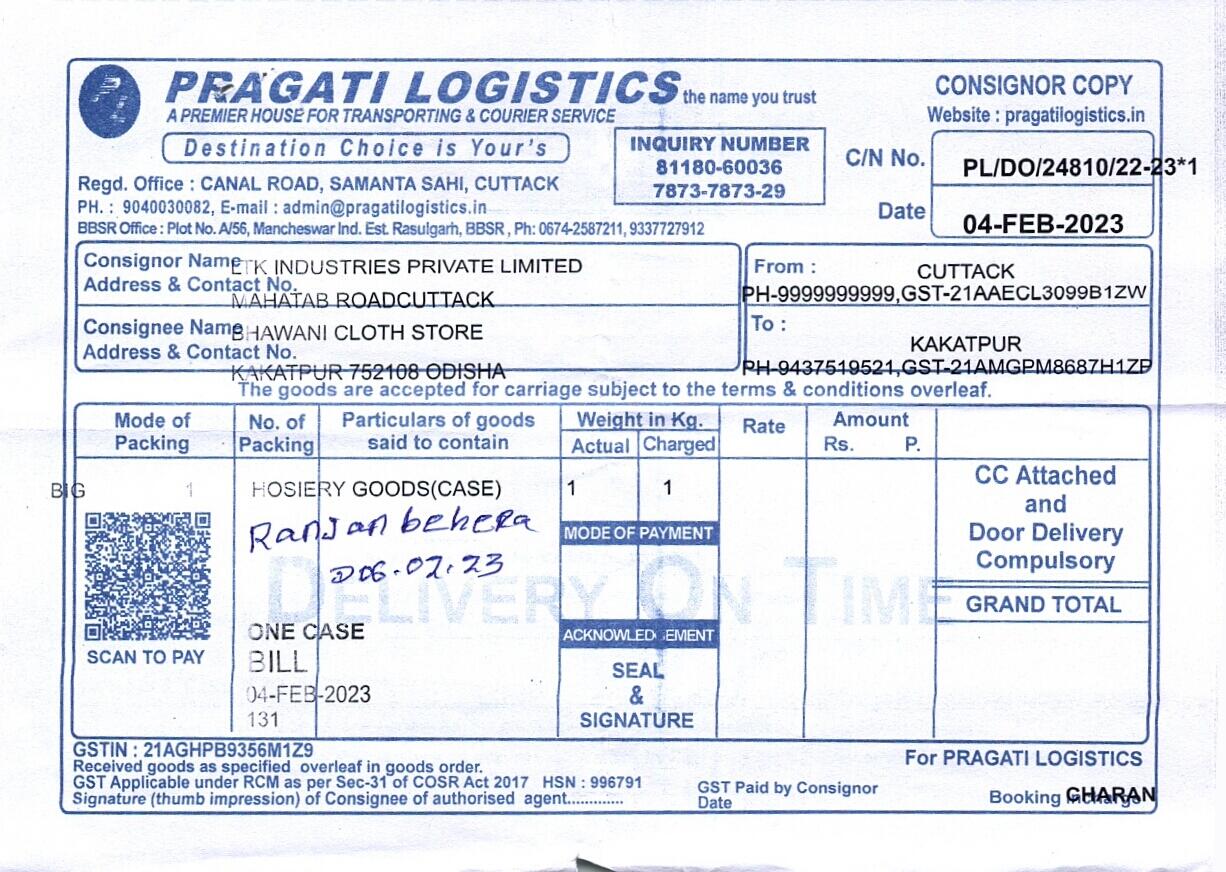 PRAGATI LOGISTICS the name you trust
A PREMIER HOUSE FOR TRANSPORTING & COURIER SERVICE
Destination Choice is Your's
Regd. Office : CANAL ROAD, SAMANTA SAHI, CUTTACK
PH. : 9040030082, E-mail : admin@pragatilogistics.in
BBSR Office : Plot No. A/56, Mancheswar Ind. Est. Rasulgarh, BBSR , Ph: 0674-2587211, 9337727912
INQUIRY NUMBER
81180-60036
7873-7873-29
CONSIGNOR COPY
Website : pragatilogistics.in
C/N No. PL/DO/24810/22-23*1
Date 04-FEB-2023
Consignor Name LTK INDUSTRIES PRIVATE LIMITED
Address & Contact No.
MAHATAB ROADCUTTACK
From : CUTTACK
PH-9999999999,GST-21AAECL3099B1ZW
Consignee Name BHAWANI CLOTH STORE
Address & Contact No.
KAKATPUR 752108 ODISHA
To :
KAKATPUR
PH-9437519521,GST-21AMGPM8687H1ZP
The goods are accepted for carriage subject to the terms & conditions overleaf.
Mode of Packing
No. of Packing
Particulars of goods said to contain
Weight in Kg.
Actual Charged
Rate
Amount
Rs. P.
BIG 1 HOSIERY GOODS(CASE) 1 1
Ranjan behera
D06.02.23
SCAN TO PAY
ONE CASE
BILL
04-FEB-2023
131
MODE OF PAYMENT
ACKNOWLEDGEMENT
SEAL
&
SIGNATURE
DELIVERY ON TIME
CC Attached
and
Door Delivery
Compulsory
GRAND TOTAL
GSTIN : 21AGHPB9356M1Z9
Received goods as specified overleaf in goods order.
GST Applicable under RCM as per Sec-31 of COSR Act 2017 HSN : 996791
Signature (thumb impression) of Consignee of authorised agent.............
GST Paid by Consignor
Date
For PRAGATI LOGISTICS
Booking Incharge CHARAN